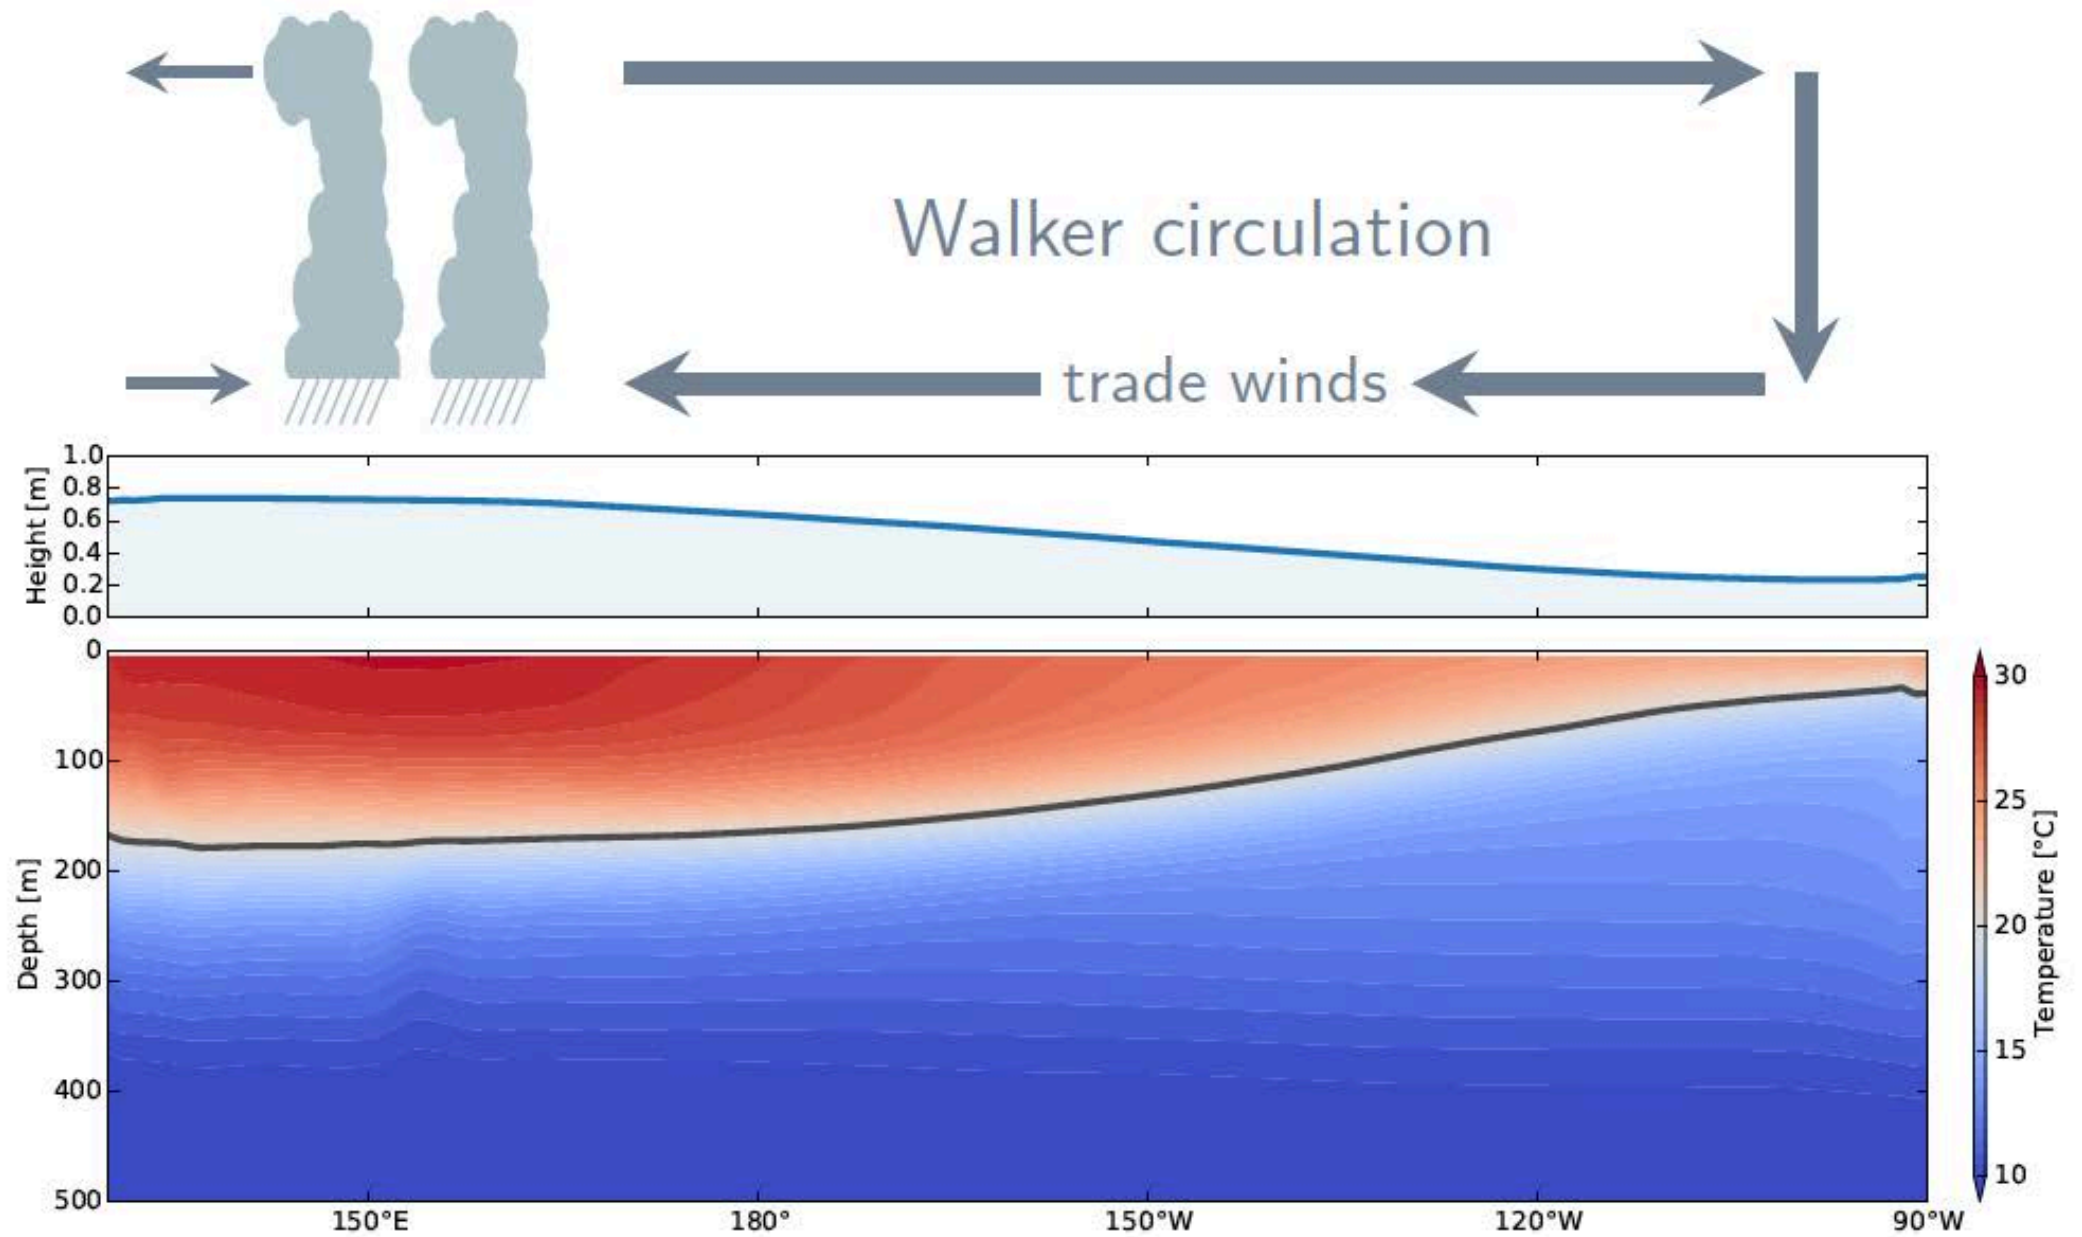 Walker circulation
trade winds
Height [m]
1.0
0.8
0.6
0.4
0.2
0.0
Depth [m]
0
100
200
300
400
500
150°E
180°
150°W
120°W
90°W
30
25
20
15
10
Temperature [°C]